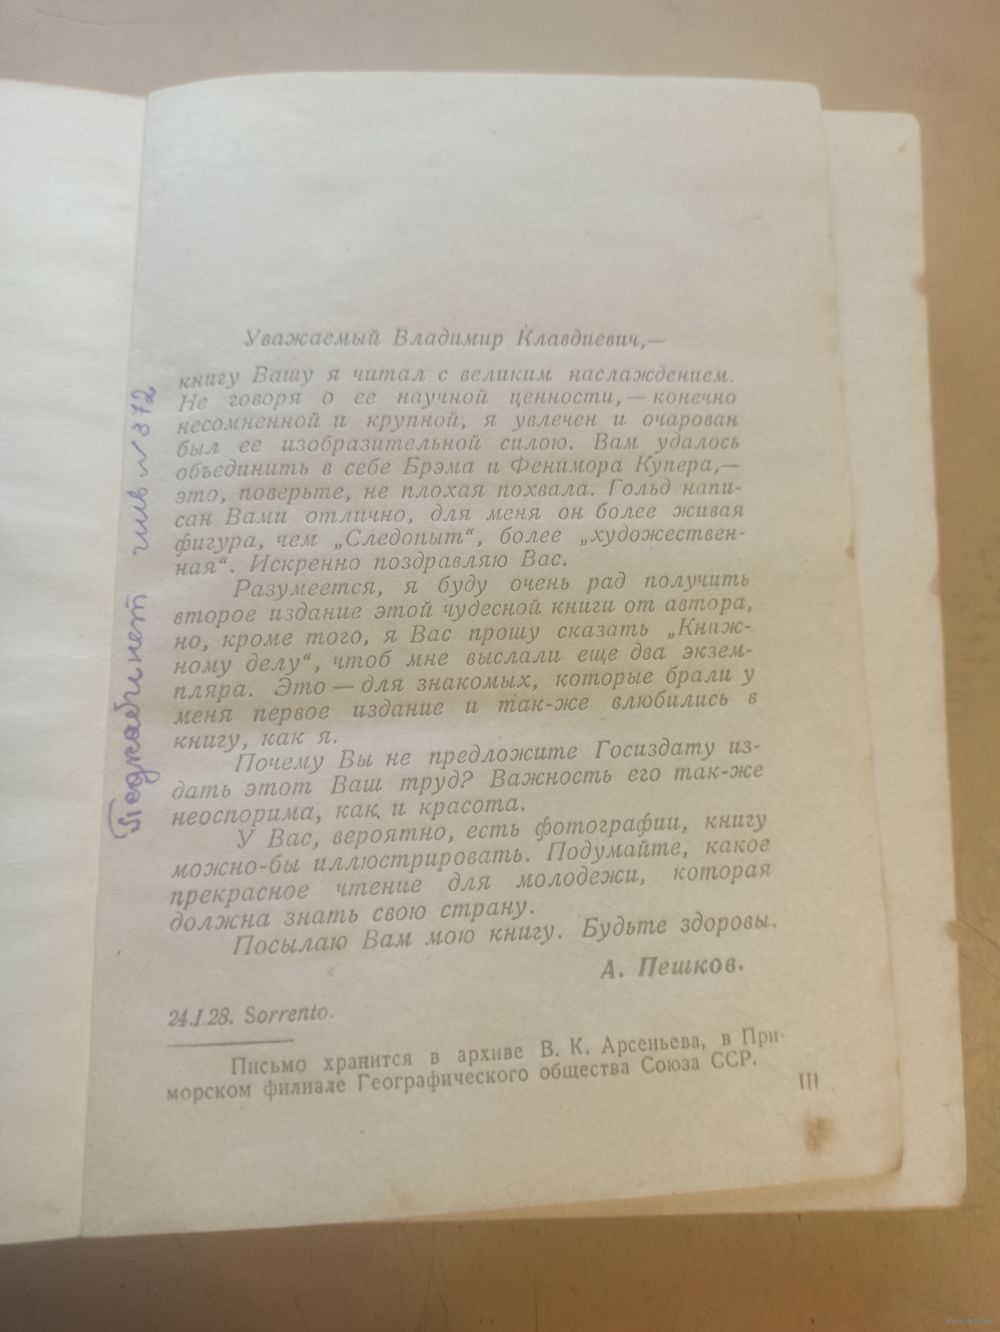 Уважаемый Владимир Клавдиевич,—
книгу Вашу я читал с великим наслаждением.
Не говоря о ее научной ценности,— конечно
несомненной и крупной, я увлечен и очарован
был ее изобразительной силою. Вам удалось
объединить в себе Брэма и Фенимора Купера,—
это, поверьте, не плохая похвала. Гольд напи-
сан Вами отлично, для меня он более живая
фигура, чем „Следопыт“, более „художествен-
ная“. Искренно поздравляю Вас.
Разумеется, я буду очень рад получить
второе издание этой чудесной книги от автора,
но, кроме того, я Вас прошу сказать „Книж-
ному делу“, чтоб мне выслали еще два экзем-
пляра. Это — для знакомых, которые брали у
меня первое издание и так-же влюбились в
книгу, как я.
Почему Вы не предложите Госиздату из-
дать этот Ваш труд? Важность его так-же
неоспорима, как и красота.
У Вас, вероятно, есть фотографии, книгу
можно-бы иллюстрировать. Подумайте, какое
прекрасное чтение для молодежи, которая
должна знать свою страну.
Посылаю Вам мою книгу. Будьте здоровы.
А. Пешков.
24.I.28. Sorrento.
Письмо хранится в архиве В. К. Арсеньева, в При-
морском филиале Географического общества Союза ССР.
III
372